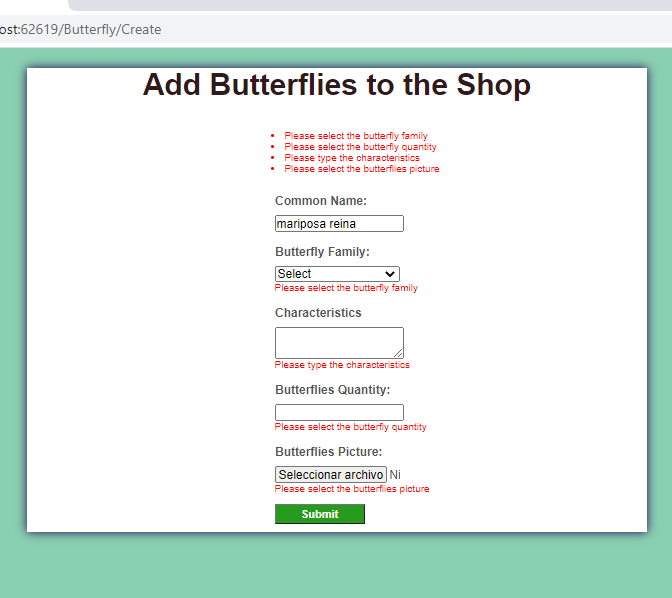 ost:62619/Butterfly/Create
Add Butterflies to the Shop
Please select the butterfly family
Please select the butterfly quantity
Please type the characteristics
Please select the butterflies picture
Common Name:
mariposa reina
Butterfly Family:
Select
Please select the butterfly family
Characteristics
Please type the characteristics
Butterflies Quantity:
Please select the butterfly quantity
Butterflies Picture:
Seleccionar archivo Ni
Please select the butterflies picture
Submit